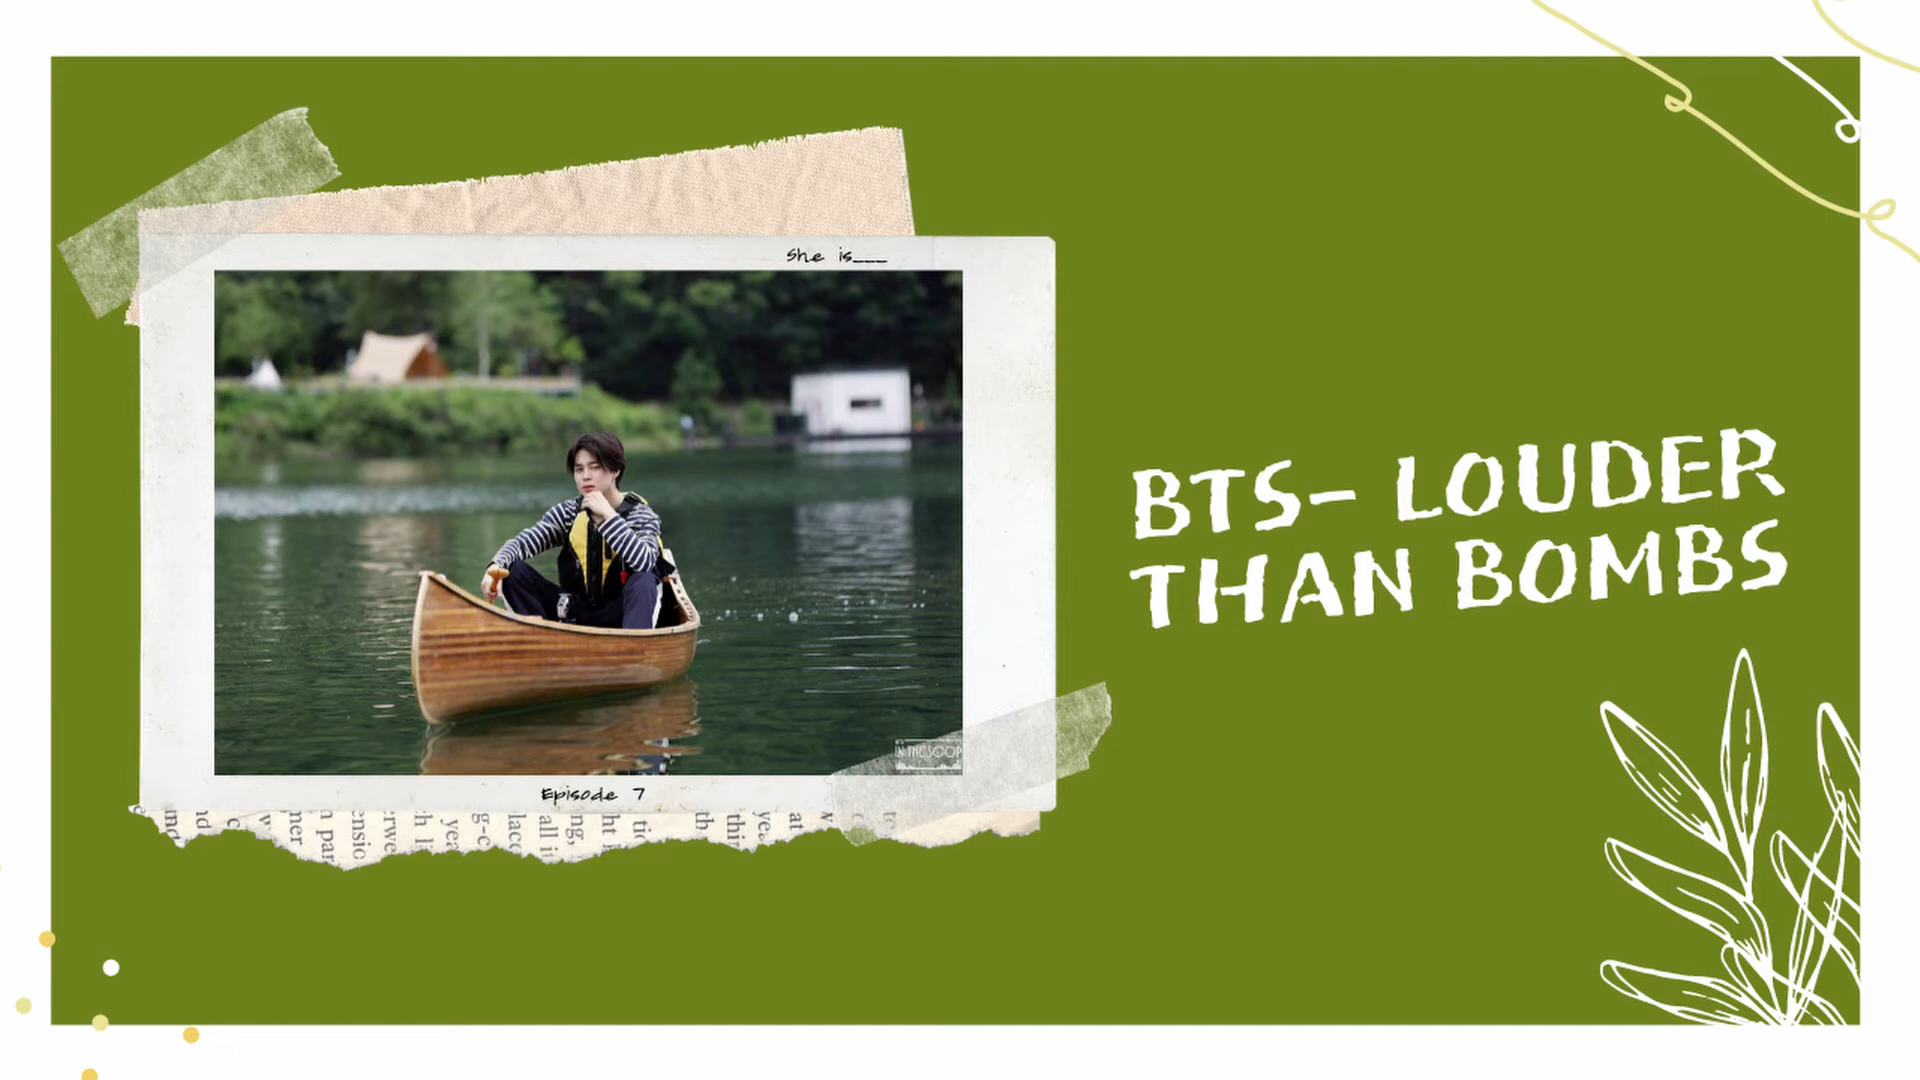 She is___
IN THE SOOP
Episode 7
BTS- LOUDER
THAN BOMBS